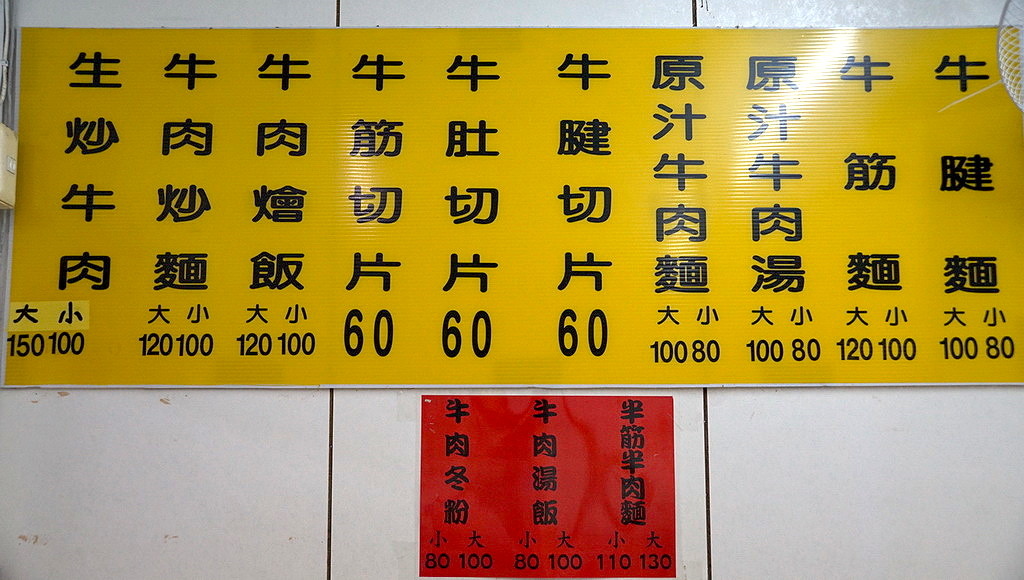 牛腱麵
大 小
100 80
牛筋麵
大 小
120 100
原汁牛肉湯
大 小
100 80
原汁牛肉麵
大 小
100 80
牛腱切片
60
牛肚切片
60
牛筋切片
60
牛肉燴飯
大 小
120 100
牛肉炒麵
大 小
120 100
生炒牛肉
大 小
150 100
半筋半肉麵
小 大
110 130
牛肉湯飯
小 大
80 100
牛肉冬粉
小 大
80 100